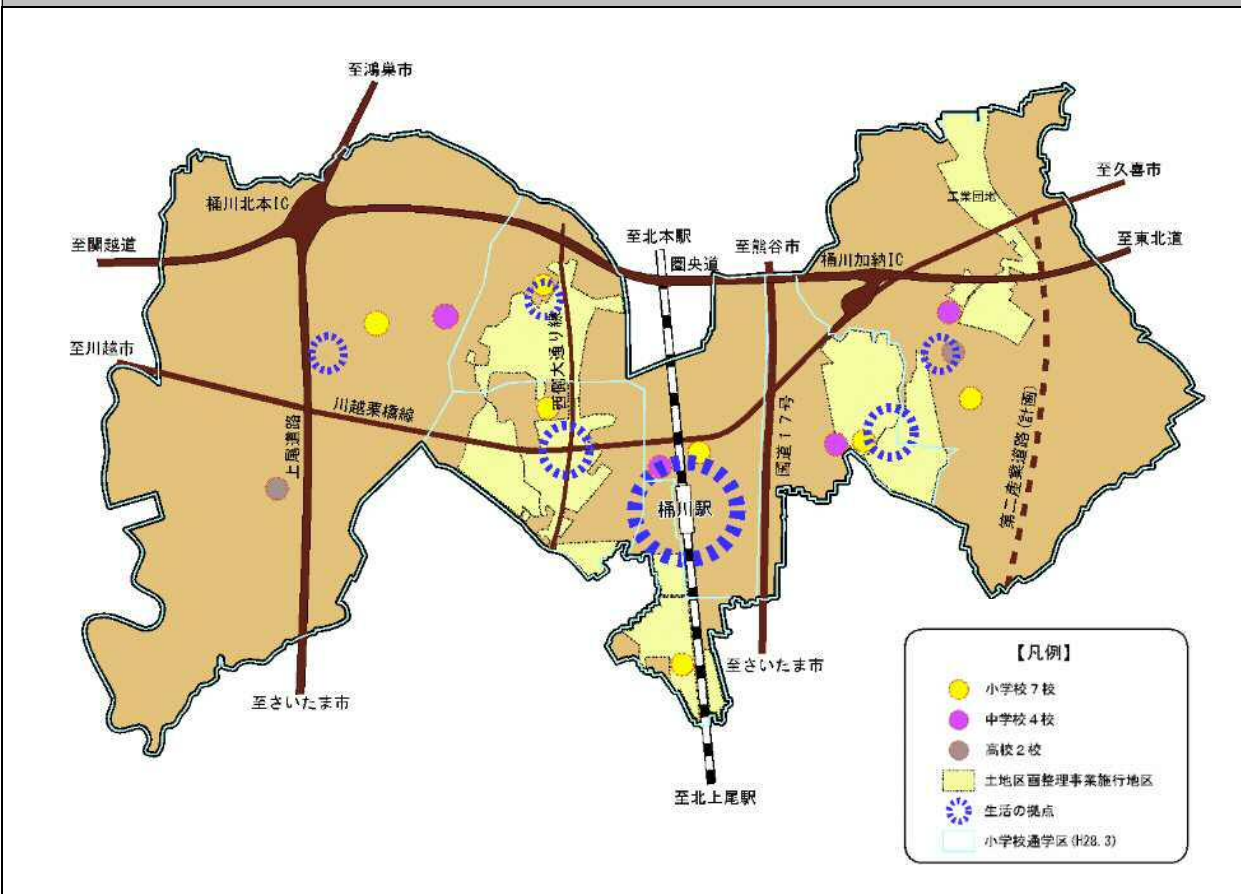 至鴻巣市
至久喜市
工業団地
桶川北本IC
至関越道
至北本駅
至熊谷市
至東北道
圏央道
桶川加納IC
西側大通り線
至川越市
川越栗橋線
上尾道路
国道17号
第二産業道路(計画)
桶川駅
至さいたま市
至さいたま市
至北上尾駅
【凡例】
小学校7校
中学校4校
高校2校
土地区画整理事業施行地区
生活の拠点
小学校通学区(H28.3)